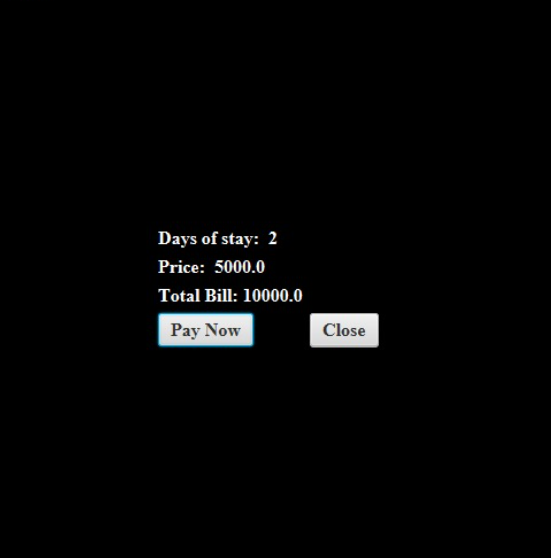 Days of stay:  2
Price:  5000.0
Total Bill: 10000.0
Pay Now Close